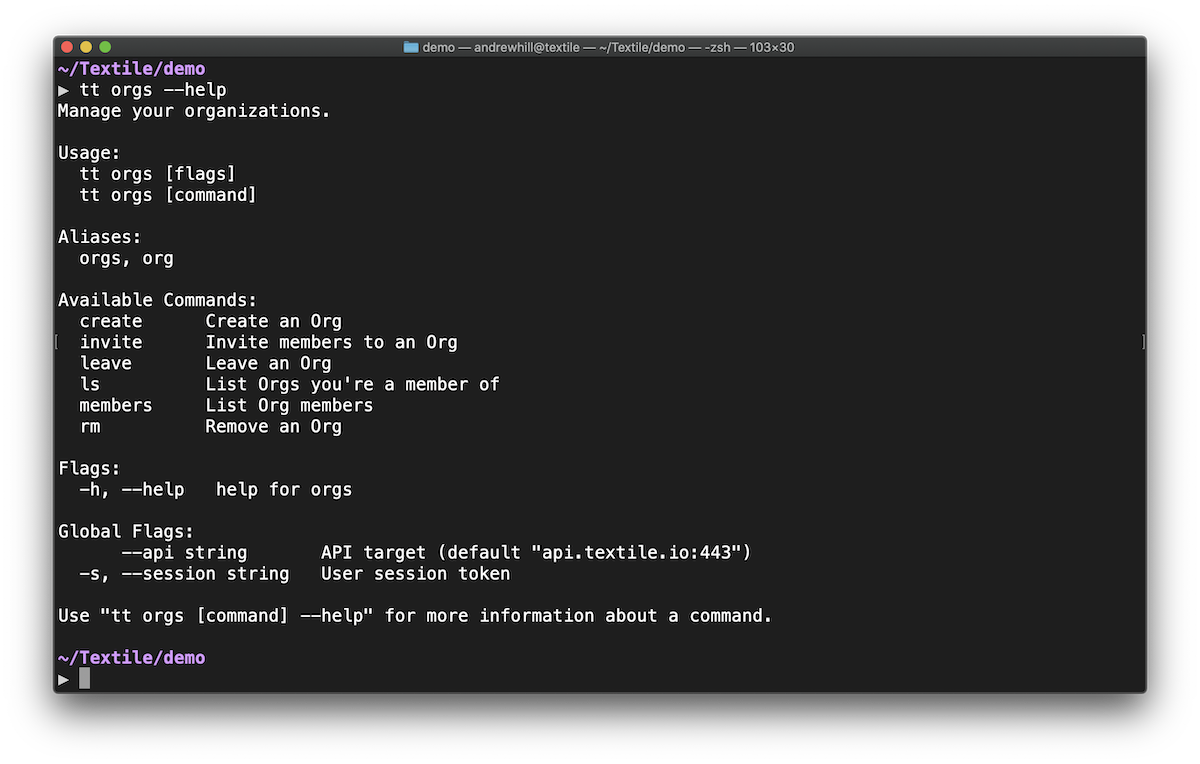 demo — andrewhill@textile — ~/Textile/demo — -zsh — 103×30
~/Textile/demo
▶ tt orgs --help
Manage your organizations.

Usage:
  tt orgs [flags]
  tt orgs [command]

Aliases:
  orgs, org

Available Commands:
  create      Create an Org
  invite      Invite members to an Org
  leave       Leave an Org
  ls          List Orgs you're a member of
  members     List Org members
  rm          Remove an Org

Flags:
  -h, --help   help for orgs

Global Flags:
      --api string       API target (default "api.textile.io:443")
  -s, --session string   User session token

Use "tt orgs [command] --help" for more information about a command.

~/Textile/demo
▶